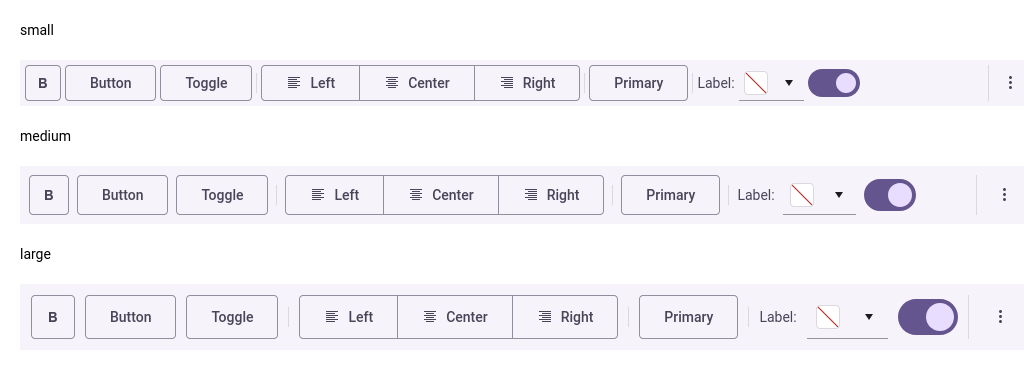 small
B Button Toggle Left Center Right Primary Label:
medium
B Button Toggle Left Center Right Primary Label:
large
B Button Toggle Left Center Right Primary Label: